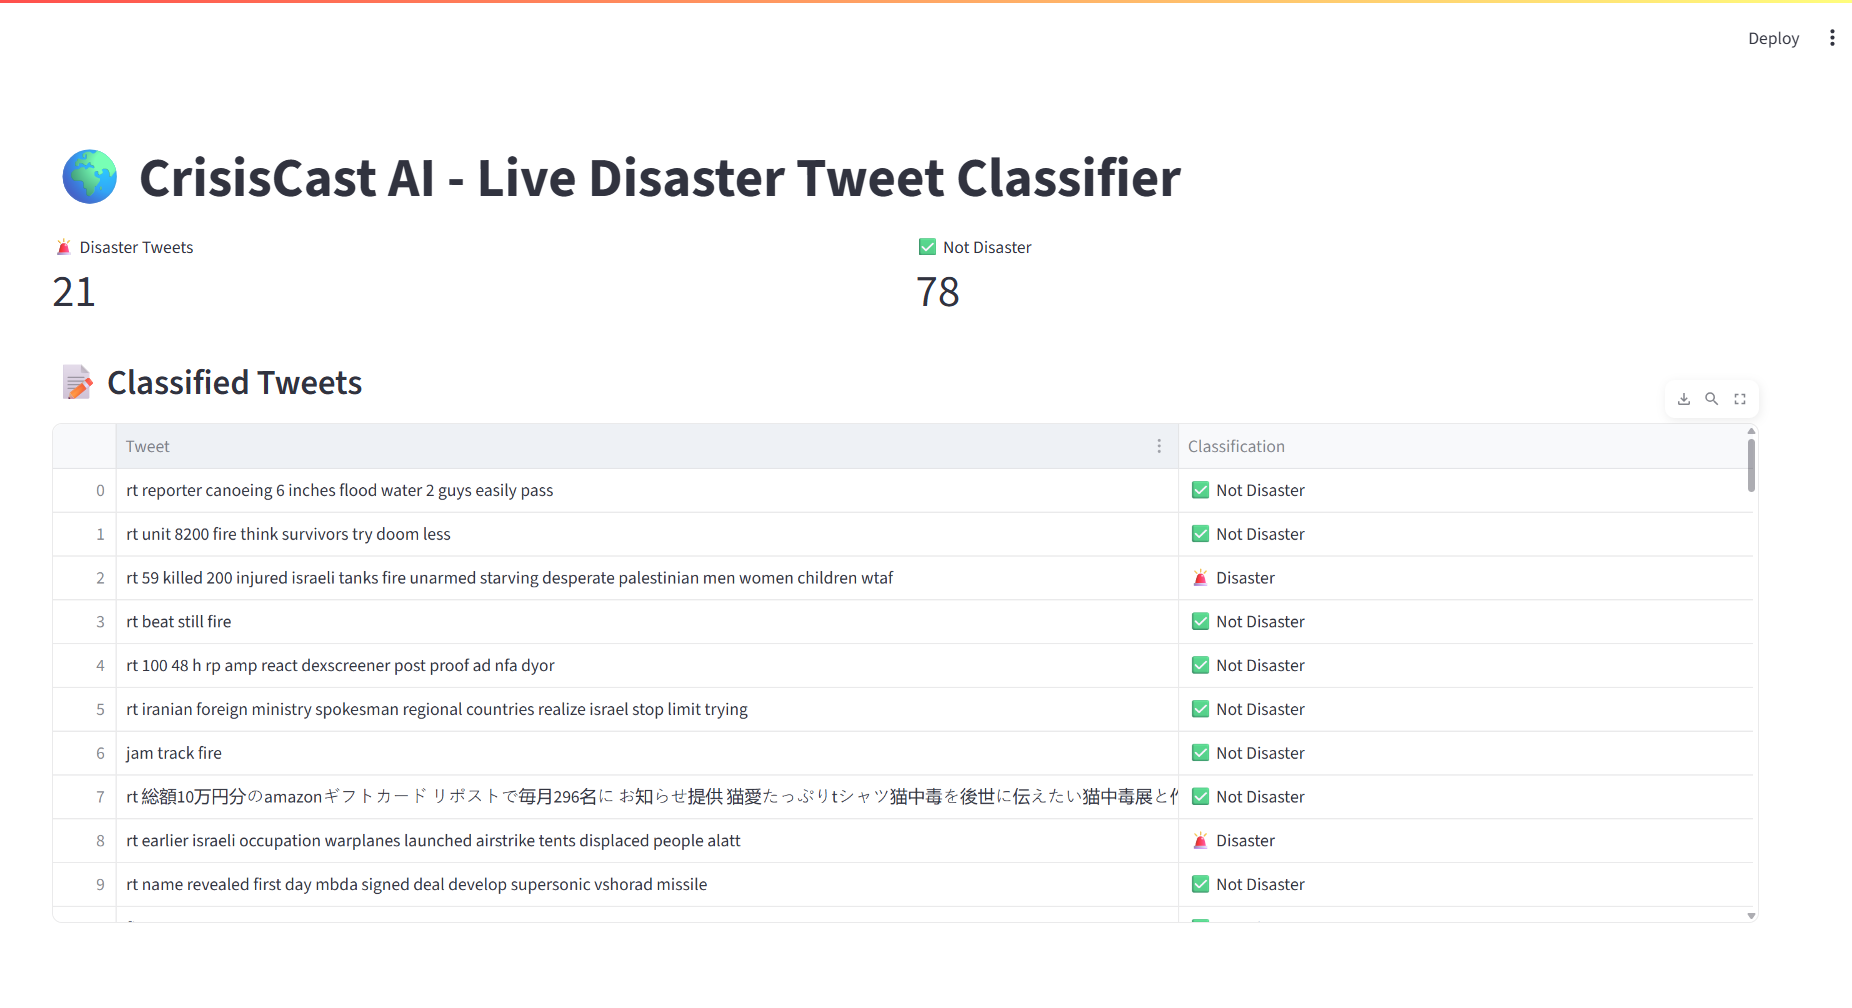 Deploy
CrisisCast AI - Live Disaster Tweet Classifier
Disaster Tweets
Not Disaster
21
78
Classified Tweets
Tweet
Classification
0 rt reporter canoeing 6 inches flood water 2 guys easily pass Not Disaster
1 rt unit 8200 fire think survivors try doom less Not Disaster
2 rt 59 killed 200 injured israeli tanks fire unarmed starving desperate palestinian men women children wtaf Disaster
3 rt beat still fire Not Disaster
4 rt 100 48 h rp amp react dexscreener post proof ad nfa dyor Not Disaster
5 rt iranian foreign ministry spokesman regional countries realize israel stop limit trying Not Disaster
6 jam track fire Not Disaster
7 rt 総額10万円分のamazonギフトカード リポストで毎月296名に お知らせ提供 猫愛たっぷりtシャツ猫中毒を後世に伝えたい猫中毒展と Not Disaster
8 rt earlier israeli occupation warplanes launched airstrike tents displaced people alatt Disaster
9 rt name revealed first day mbda signed deal develop supersonic vshorad missile Not Disaster